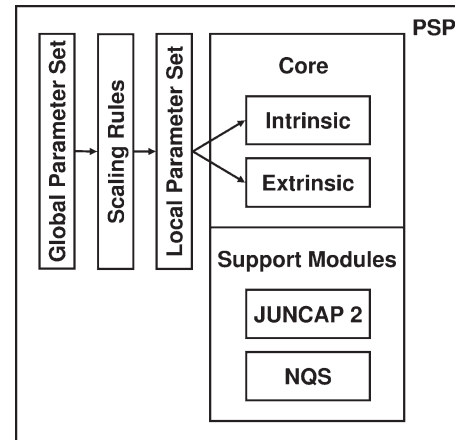 PSP
Global Parameter Set
Scaling Rules
Local Parameter Set
Core
Intrinsic
Extrinsic
Support Modules
JUNCAP 2
NQS